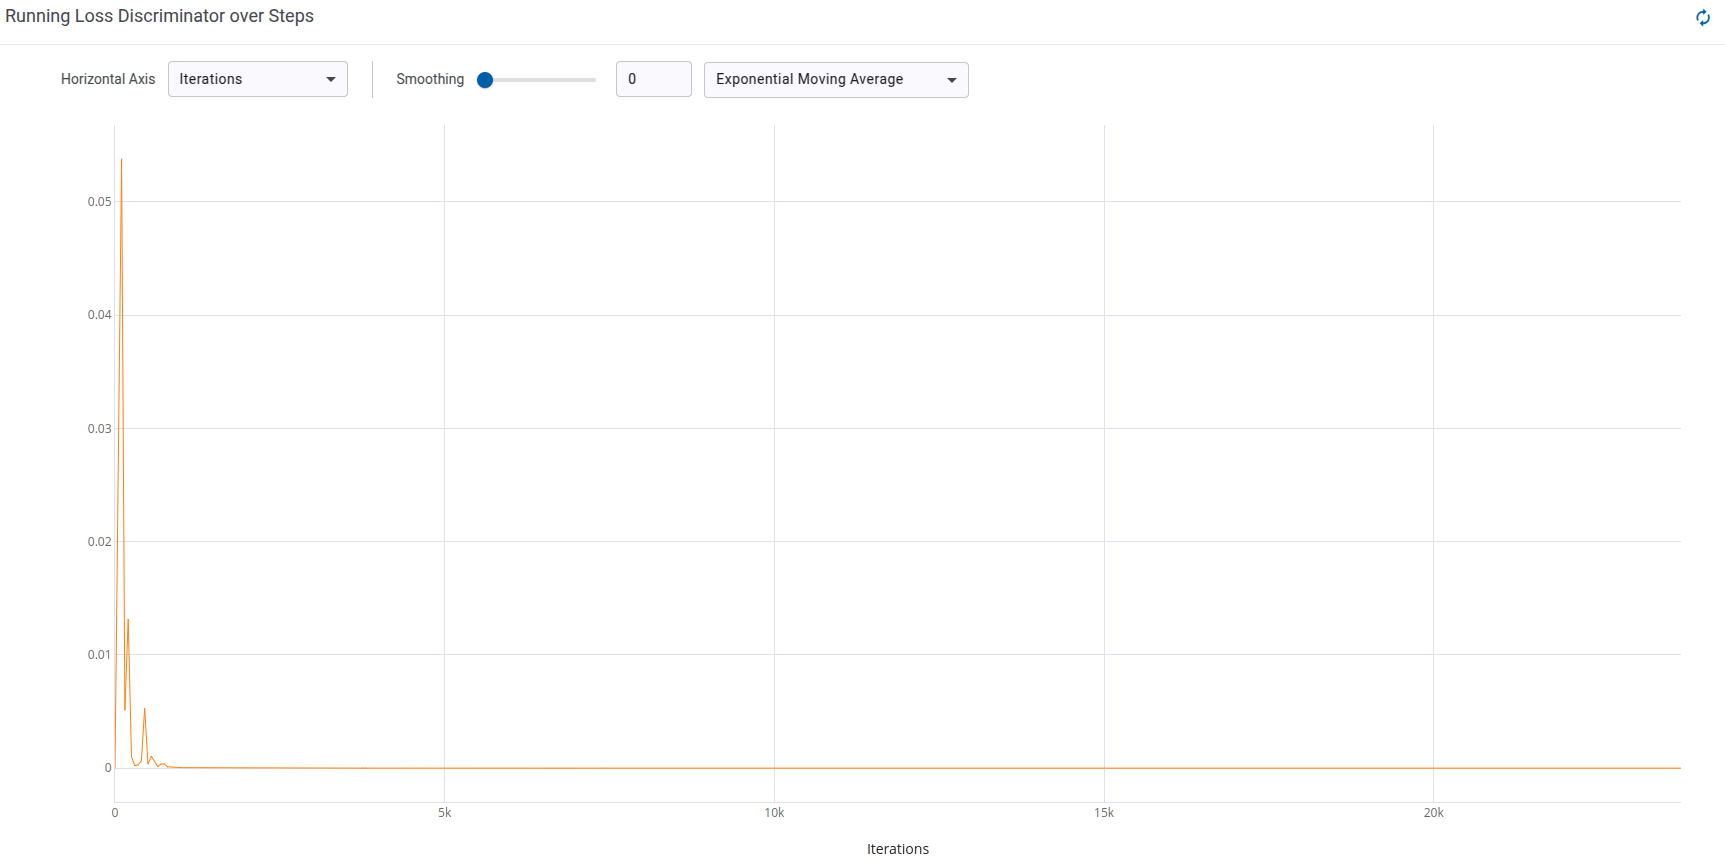 Running Loss Discriminator over Steps
Horizontal Axis Iterations Smoothing 0 Exponential Moving Average
0.05
0.04
0.03
0.02
0.01
0
0 5k 10k 15k 20k
Iterations